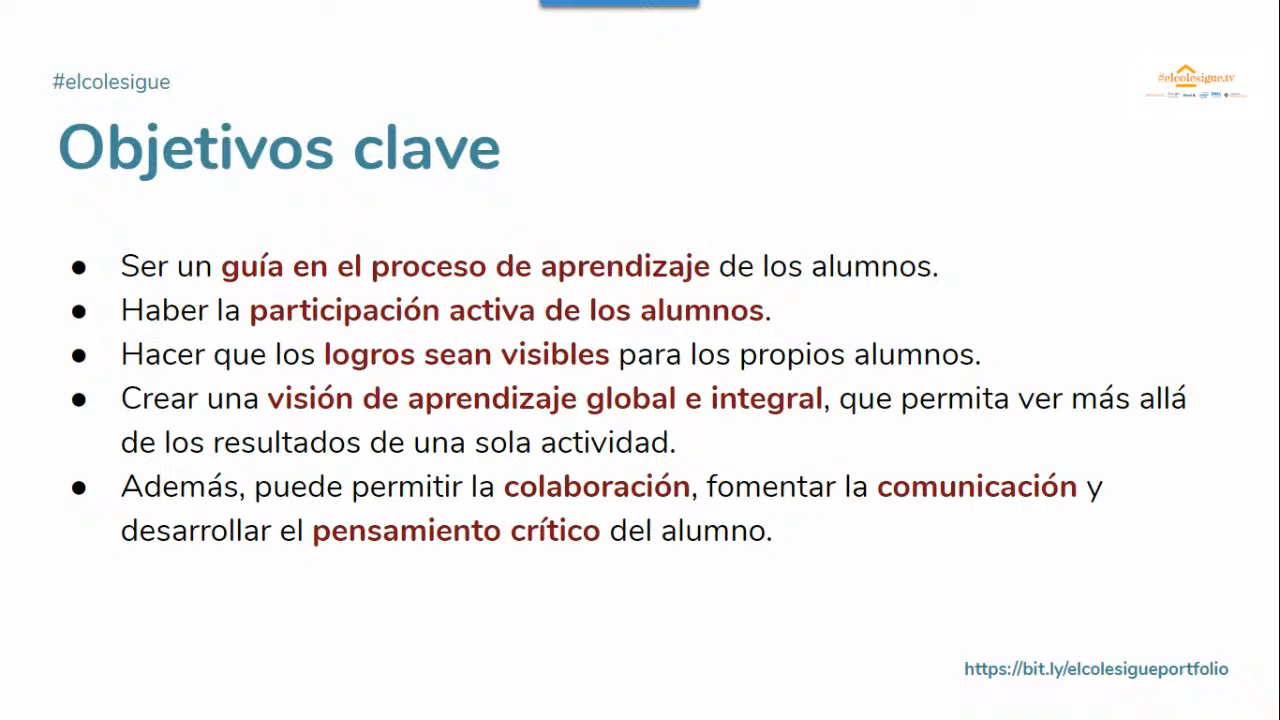 #elcolesigue
#elcolesigue.tv
Objetivos clave
● Ser un guía en el proceso de aprendizaje de los alumnos.
● Haber la participación activa de los alumnos.
● Hacer que los logros sean visibles para los propios alumnos.
● Crear una visión de aprendizaje global e integral, que permita ver más allá
de los resultados de una sola actividad.
● Además, puede permitir la colaboración, fomentar la comunicación y
desarrollar el pensamiento crítico del alumno.
https://bit.ly/elcolesigueportfolio